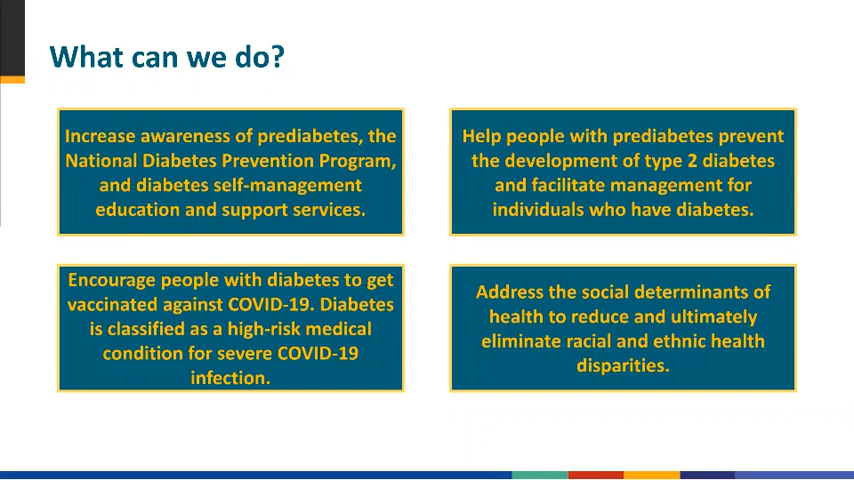 What can we do?
Increase awareness of prediabetes, the
National Diabetes Prevention Program,
and diabetes self-management
education and support services.
Help people with prediabetes prevent
the development of type 2 diabetes
and facilitate management for
individuals who have diabetes.
Encourage people with diabetes to get
vaccinated against COVID-19. Diabetes
is classified as a high-risk medical
condition for severe COVID-19
infection.
Address the social determinants of
health to reduce and ultimately
eliminate racial and ethnic health
disparities.